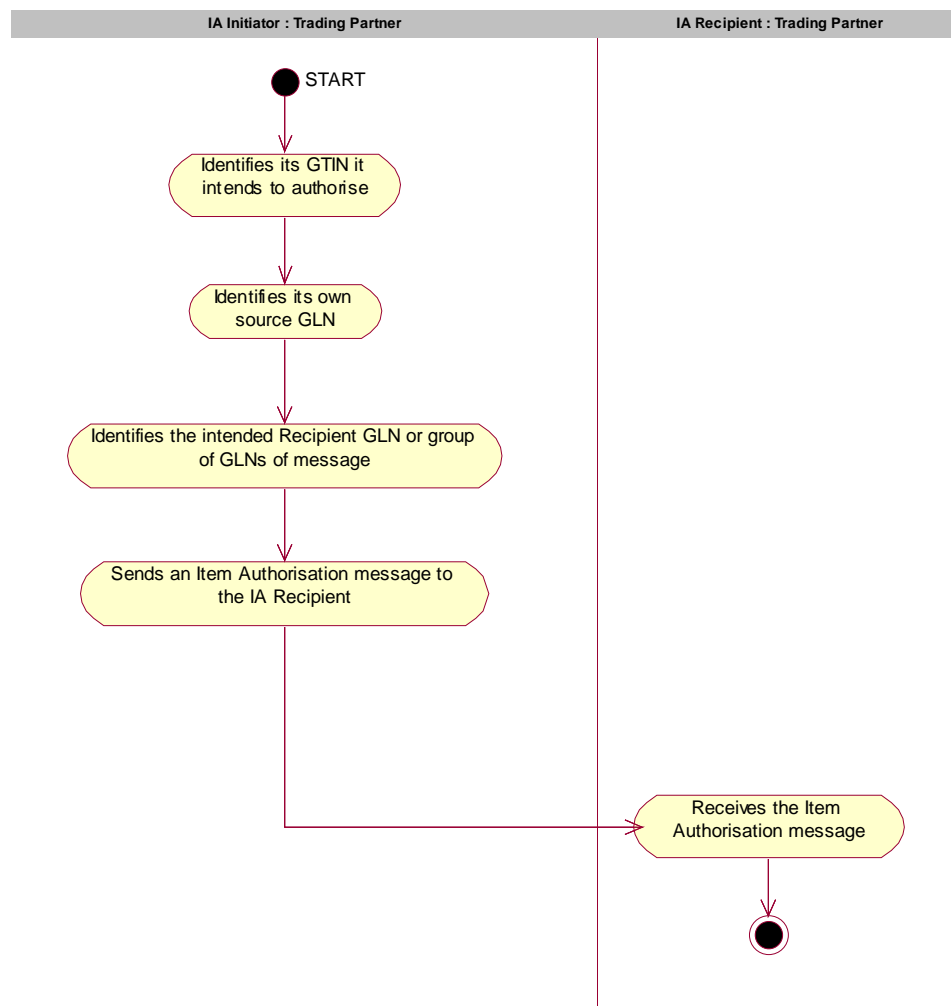 IA Initiator : Trading Partner
IA Recipient : Trading Partner
START
Identifies its GTIN it
intends to authorise
Identifies its own
source GLN
Identifies the intended Recipient GLN or group
of GLNs of message
Sends an Item Authorisation message to
the IA Recipient
Receives the Item
Authorisation message